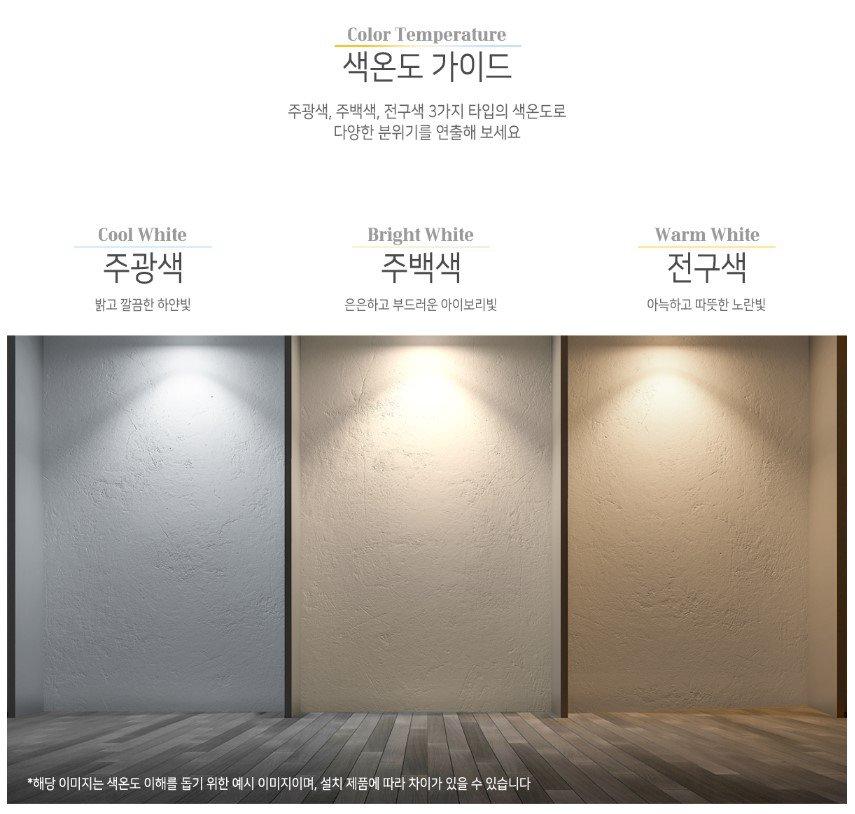 Color Temperature
색온도 가이드
주광색, 주백색, 전구색 3가지 타입의 색온도로
다양한 분위기를 연출해 보세요
Cool White
주광색
밝고 깔끔한 하얀빛
Bright White
주백색
은은하고 부드러운 아이보리빛
Warm White
전구색
아늑하고 따뜻한 노란빛
*해당 이미지는 색온도 이해를 돕기 위한 예시 이미지이며, 설치 제품에 따라 차이가 있을 수 있습니다